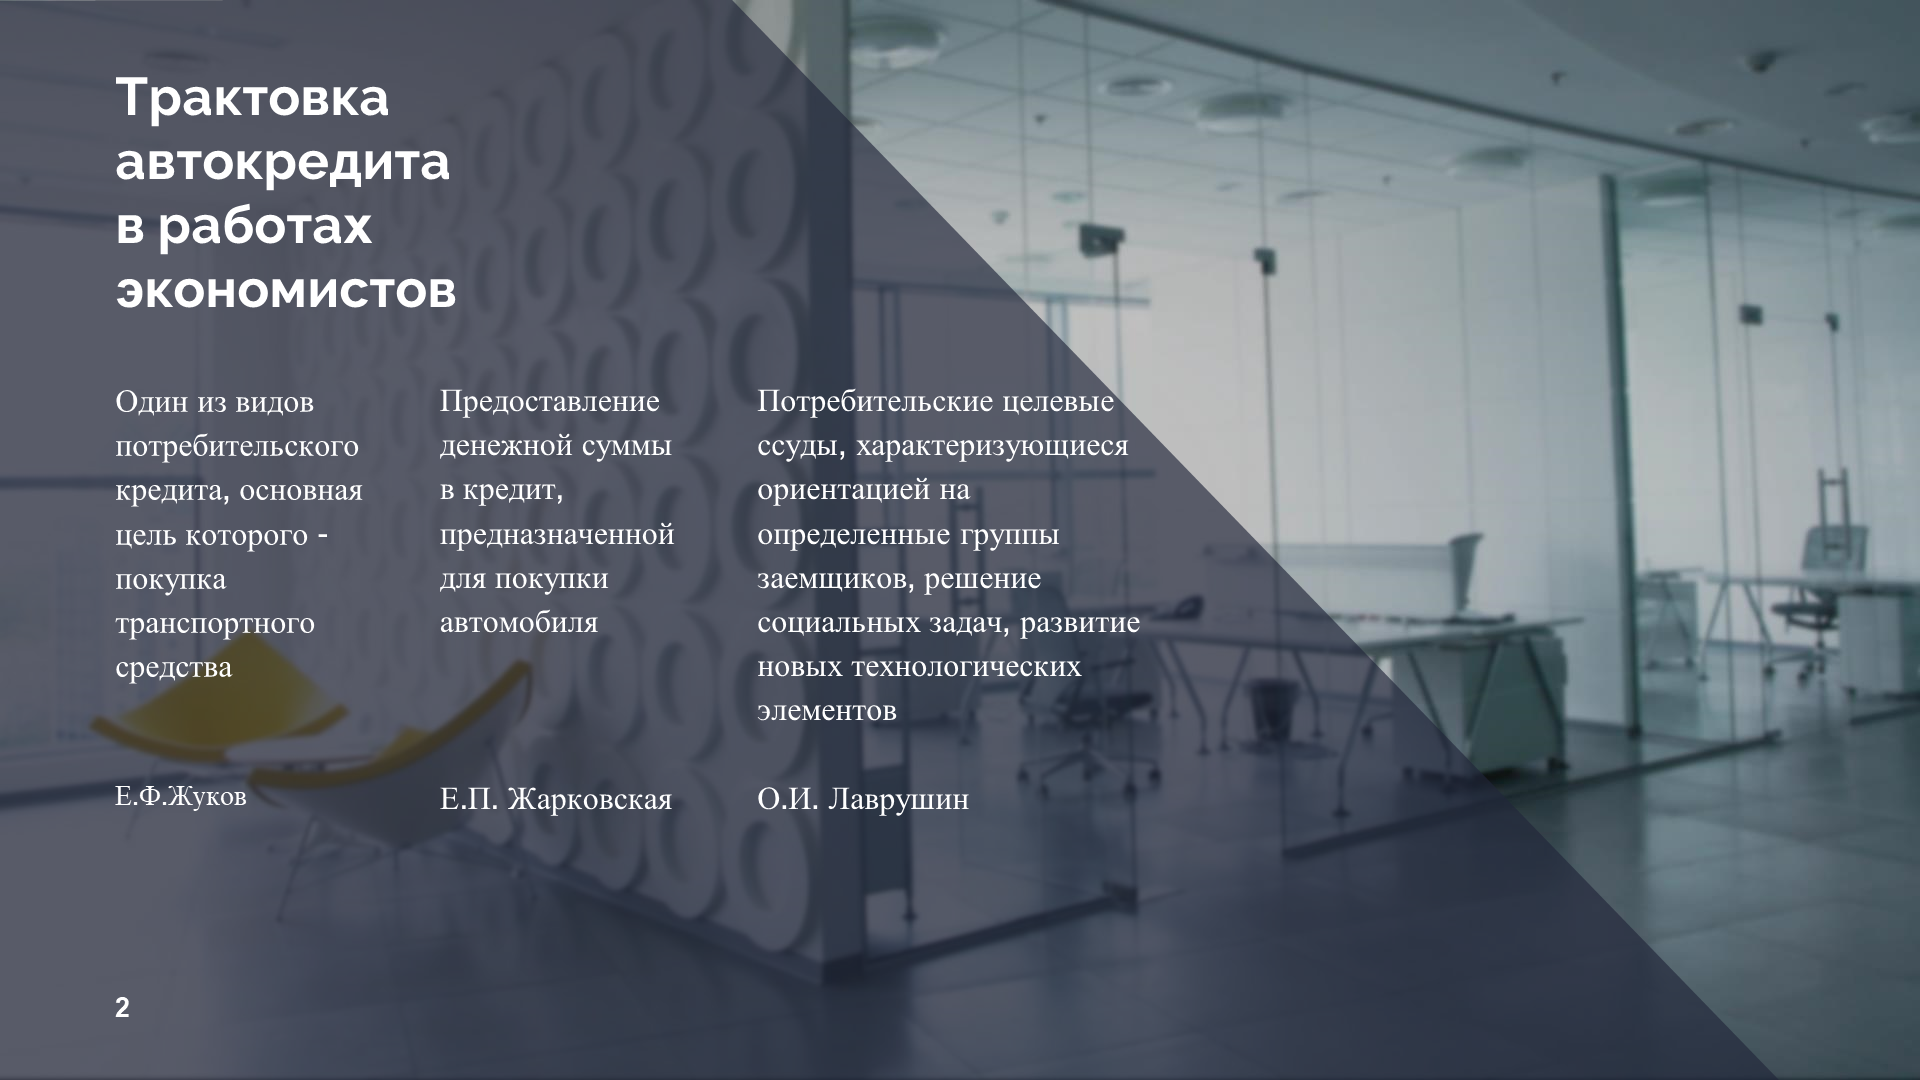 Трактовка
автокредита
в работах
экономистов
Один из видов
потребительского
кредита, основная
цель которого -
покупка
транспортного
средства
Е.Ф.Жуков
Предоставление
денежной суммы
в кредит,
предназначенной
для покупки
автомобиля
Е.П. Жарковская
Потребительские целевые
ссуды, характеризующиеся
ориентацией на
определенные группы
заемщиков, решение
социальных задач, развитие
новых технологических
элементов
О.И. Лаврушин
2